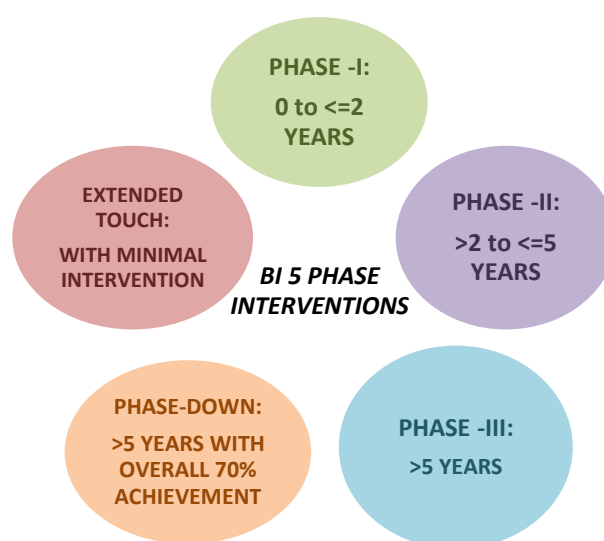 PHASE -I:
0 to <=2
YEARS
PHASE -II:
>2 to <=5
YEARS
PHASE -III:
>5 YEARS
PHASE-DOWN:
>5 YEARS WITH
OVERALL 70%
ACHIEVEMENT
EXTENDED
TOUCH:
WITH MINIMAL
INTERVENTION
BI 5 PHASE
INTERVENTIONS